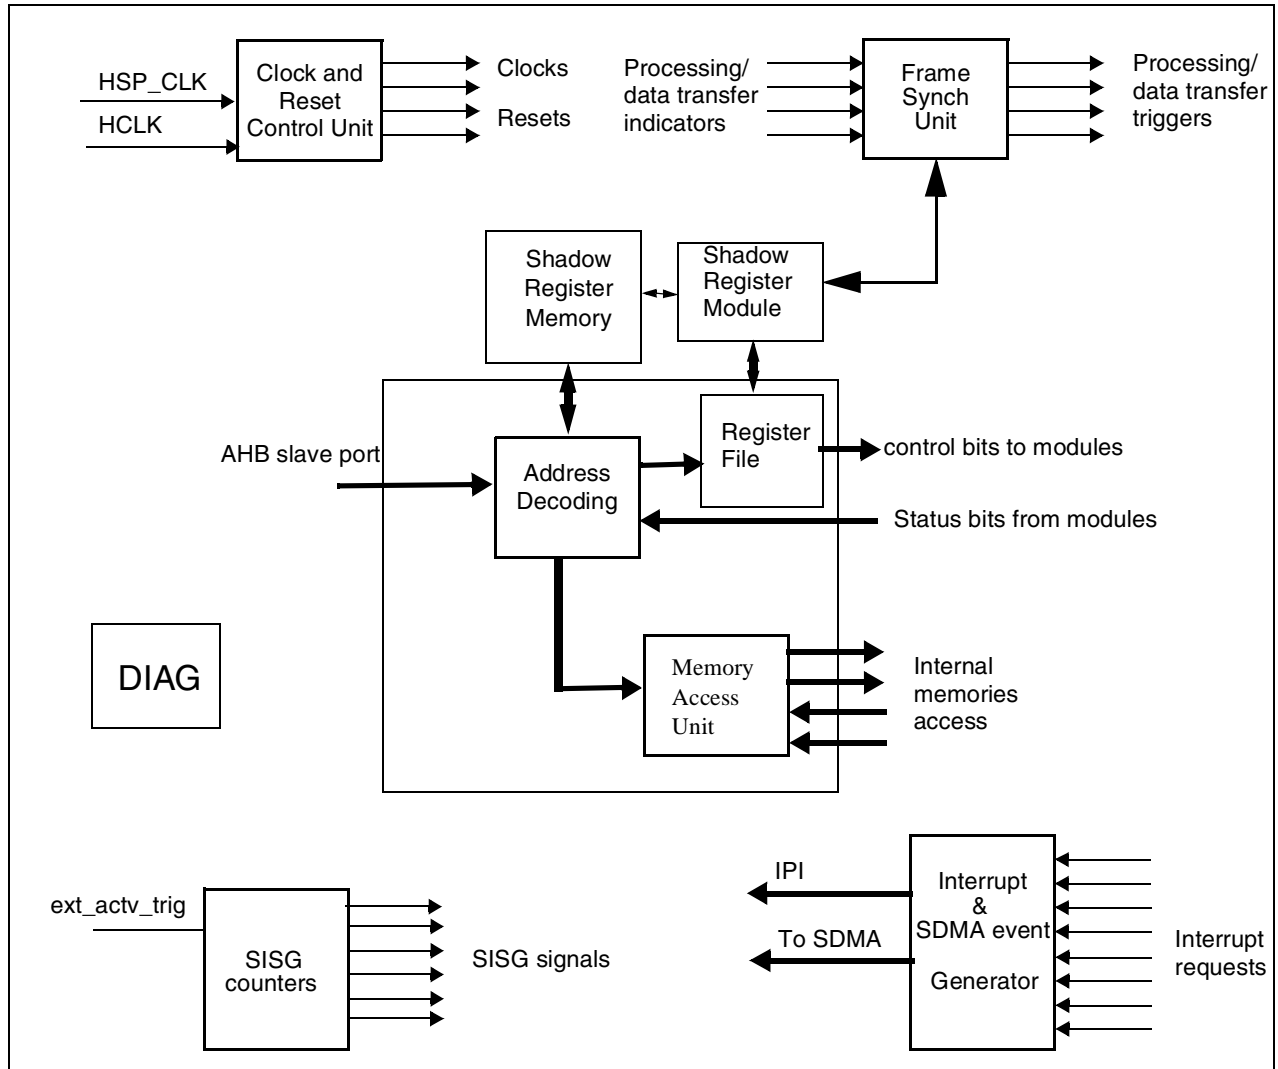 HSP_CLK
HCLK
Clock and
Reset
Control Unit
Clocks
Resets
Processing/
data transfer
indicators
Frame
Synch
Unit
Processing/
data transfer
triggers
Shadow
Register
Memory
Shadow
Register
Module
AHB slave port
Address
Decoding
Register
File
control bits to modules
Status bits from modules
DIAG
Memory
Access
Unit
Internal
memories
access
ext_actv_trig
SISG
counters
SISG signals
IPI
To SDMA
Interrupt
&
SDMA event
Generator
Interrupt
requests